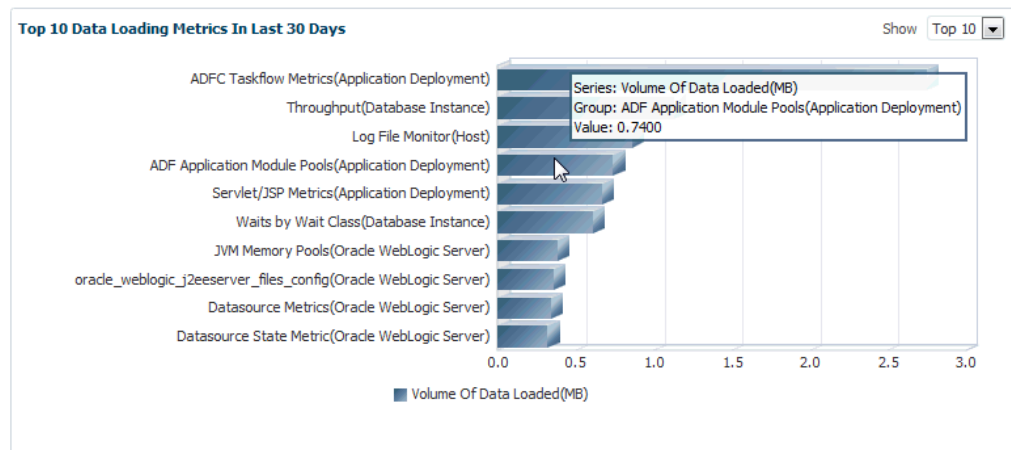 Top 10 Data Loading Metrics In Last 30 Days
Show Top 10
ADFC Taskflow Metrics(Application Deployment)
Series: Volume Of Data Loaded(MB)
Throughput(Database Instance)
Group: ADF Application Module Pools(Application Deployment)
Value: 0.7400
Log File Monitor(Host)
ADF Application Module Pools(Application Deployment)
Servlet/JSP Metrics(Application Deployment)
Waits by Wait Class(Database Instance)
JVM Memory Pools(Oracle WebLogic Server)
oracle_weblogic_j2eeserver_files_config(Oracle WebLogic Server)
Datasource Metrics(Oracle WebLogic Server)
Datasource State Metric(Oracle WebLogic Server)
0.0 0.5 1.0 1.5 2.0 2.5 3.0
Volume Of Data Loaded(MB)